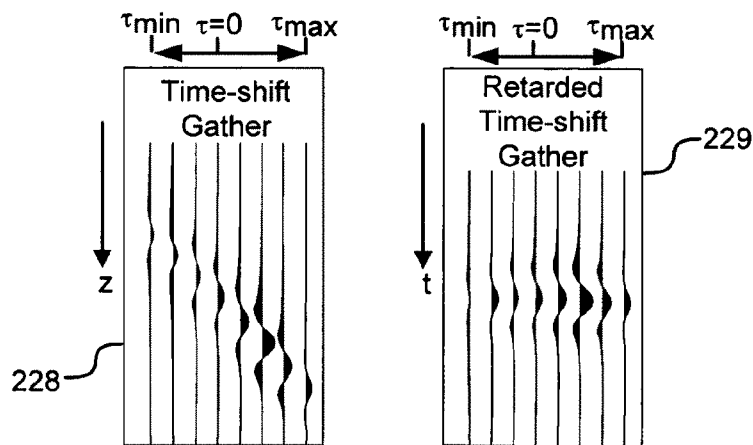 τmin τ=0 τmax
Time-shift
Gather
z
228
τmin τ=0 τmax
Retarded
Time-shift
Gather
229
t